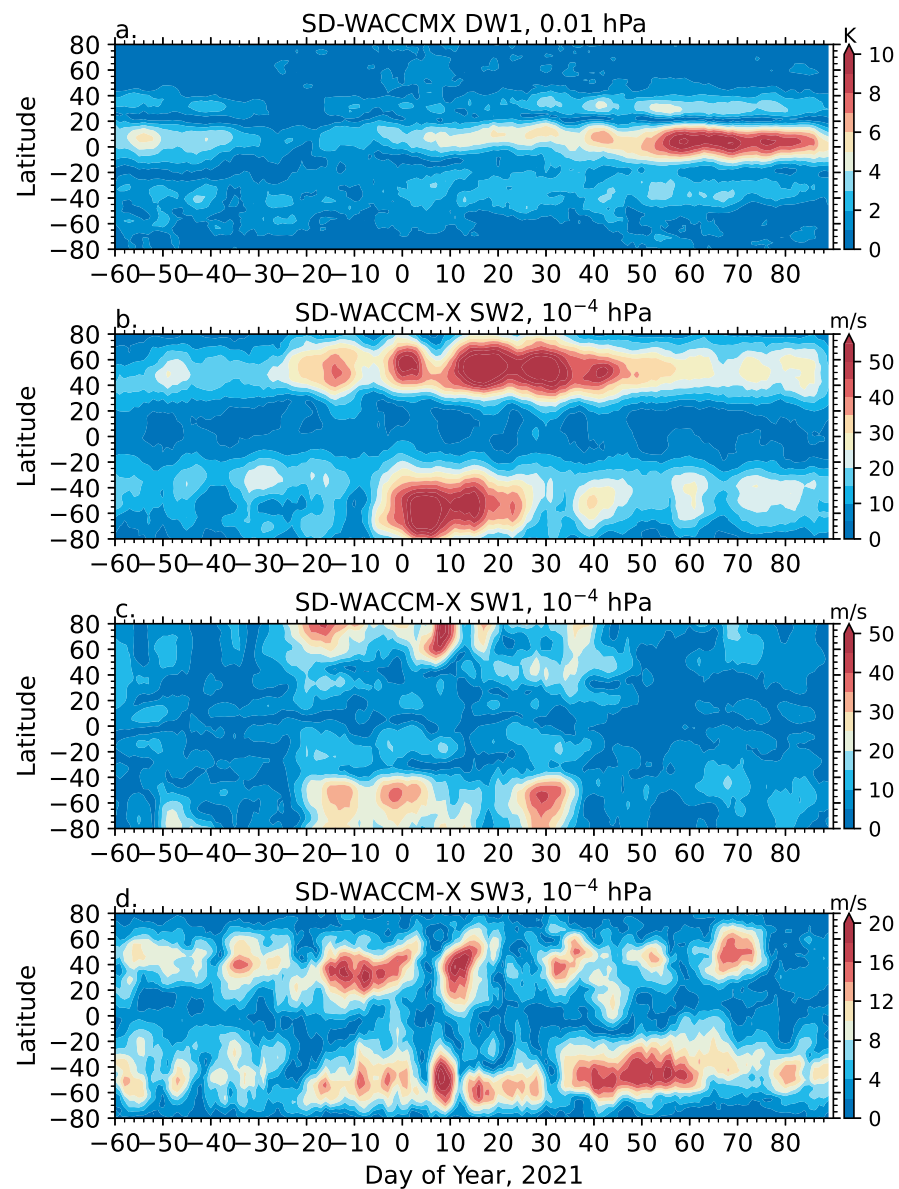 SD-WACCMX DW1, 0.01 hPa
a.
K
80
60
40
20
0
−20
−40
−60
−80
Latitude
10
8
6
4
2
0
−60 −50 −40 −30 −20 −10 0 10 20 30 40 50 60 70 80
SD-WACCM-X SW2, 10⁻⁴ hPa
b.
m/s
80
60
40
20
0
−20
−40
−60
−80
Latitude
50
40
30
20
10
0
−60 −50 −40 −30 −20 −10 0 10 20 30 40 50 60 70 80
SD-WACCM-X SW1, 10⁻⁴ hPa
c.
m/s
80
60
40
20
0
−20
−40
−60
−80
Latitude
50
40
30
20
10
0
−60 −50 −40 −30 −20 −10 0 10 20 30 40 50 60 70 80
SD-WACCM-X SW3, 10⁻⁴ hPa
d.
m/s
80
60
40
20
0
−20
−40
−60
−80
Latitude
20
16
12
8
4
0
−60 −50 −40 −30 −20 −10 0 10 20 30 40 50 60 70 80
Day of Year, 2021